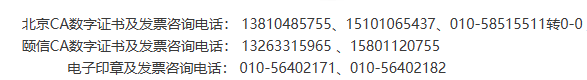 北京CA数字证书及发票咨询电话： 13810485755、15101065437、010-58515511转0-0
颐信CA数字证书及发票咨询电话： 13263315965 、15801120755
电子印章及发票咨询电话： 010-56402171、010-56402182